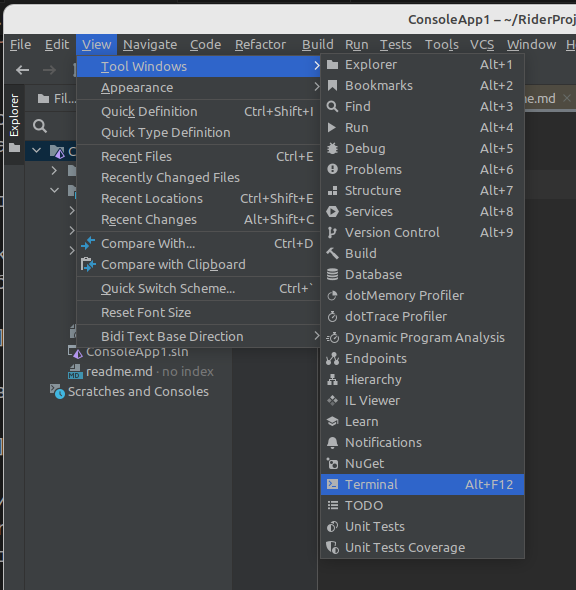 ConsoleApp1 – ~/RiderProj
File Edit View Navigate Code Refactor Build Run Tests Tools VCS Window
Explorer
Fil...
me.md
Tool Windows
Appearance
Quick Definition Ctrl+Shift+I
Quick Type Definition
Recent Files Ctrl+E
Recently Changed Files
Recent Locations Ctrl+Shift+E
Recent Changes Alt+Shift+C
Compare With... Ctrl+D
Compare with Clipboard
Quick Switch Scheme... Ctrl+`
Reset Font Size
Bidi Text Base Direction
ConsoleApp1.sln
readme.md · no index
Scratches and Consoles
Explorer Alt+1
Bookmarks Alt+2
Find Alt+3
Run Alt+4
Debug Alt+5
Problems Alt+6
Structure Alt+7
Services Alt+8
Version Control Alt+9
Build
Database
dotMemory Profiler
dotTrace Profiler
Dynamic Program Analysis
Endpoints
Hierarchy
IL Viewer
Learn
Notifications
NuGet
Terminal Alt+F12
TODO
Unit Tests
Unit Tests Coverage